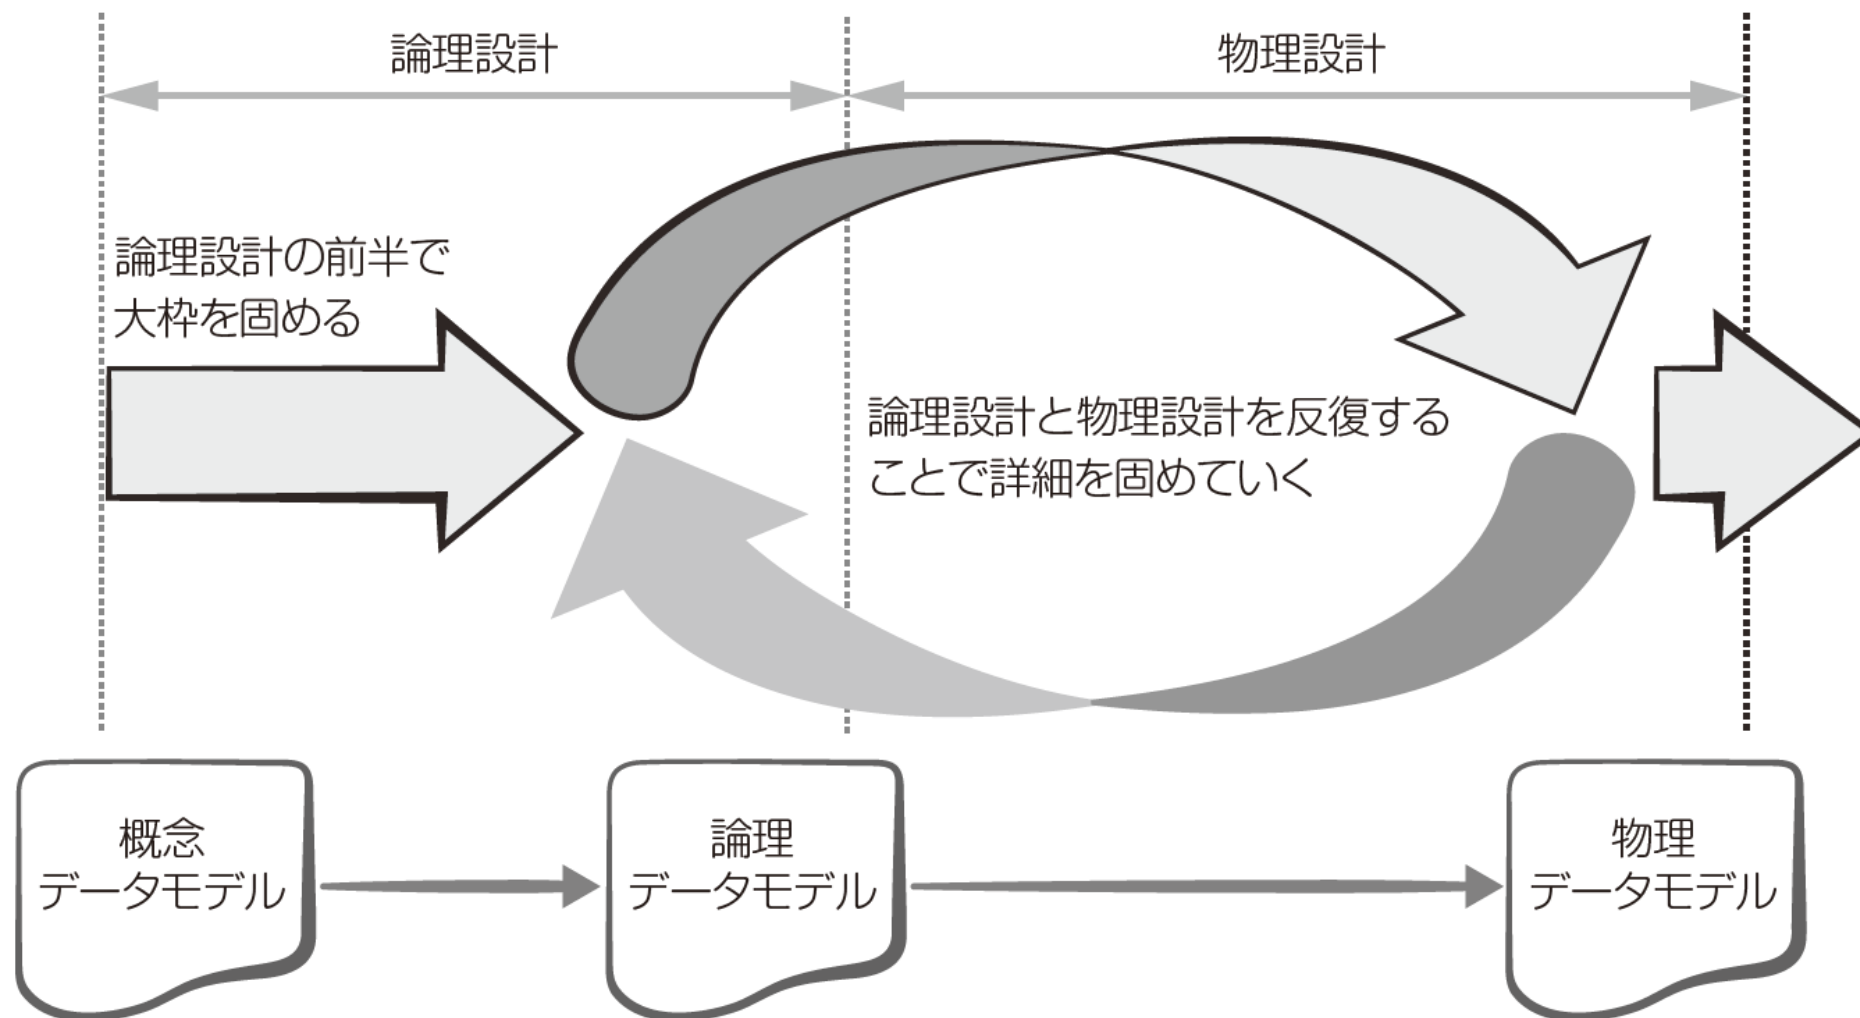 論理設計
物理設計
論理設計の前半で
大枠を固める
論理設計と物理設計を反復する
ことで詳細を固めていく
概念
データモデル
論理
データモデル
物理
データモデル